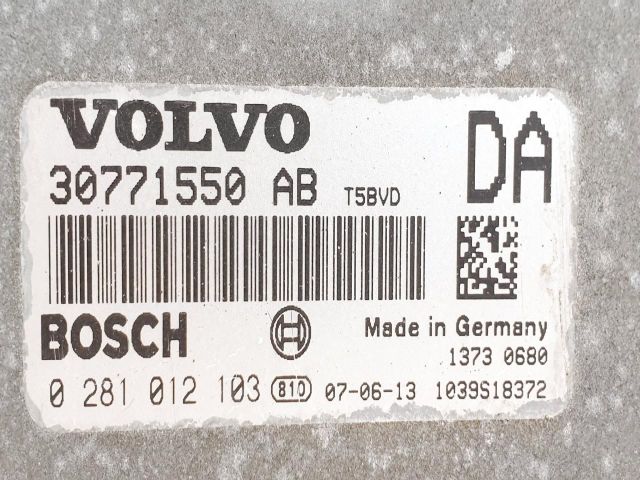 VOLVO
30771550 AB T5BVD
DA
BOSCH
Made in Germany
1373 0680
0 281 012 103 810 07-06-13 1039S18372